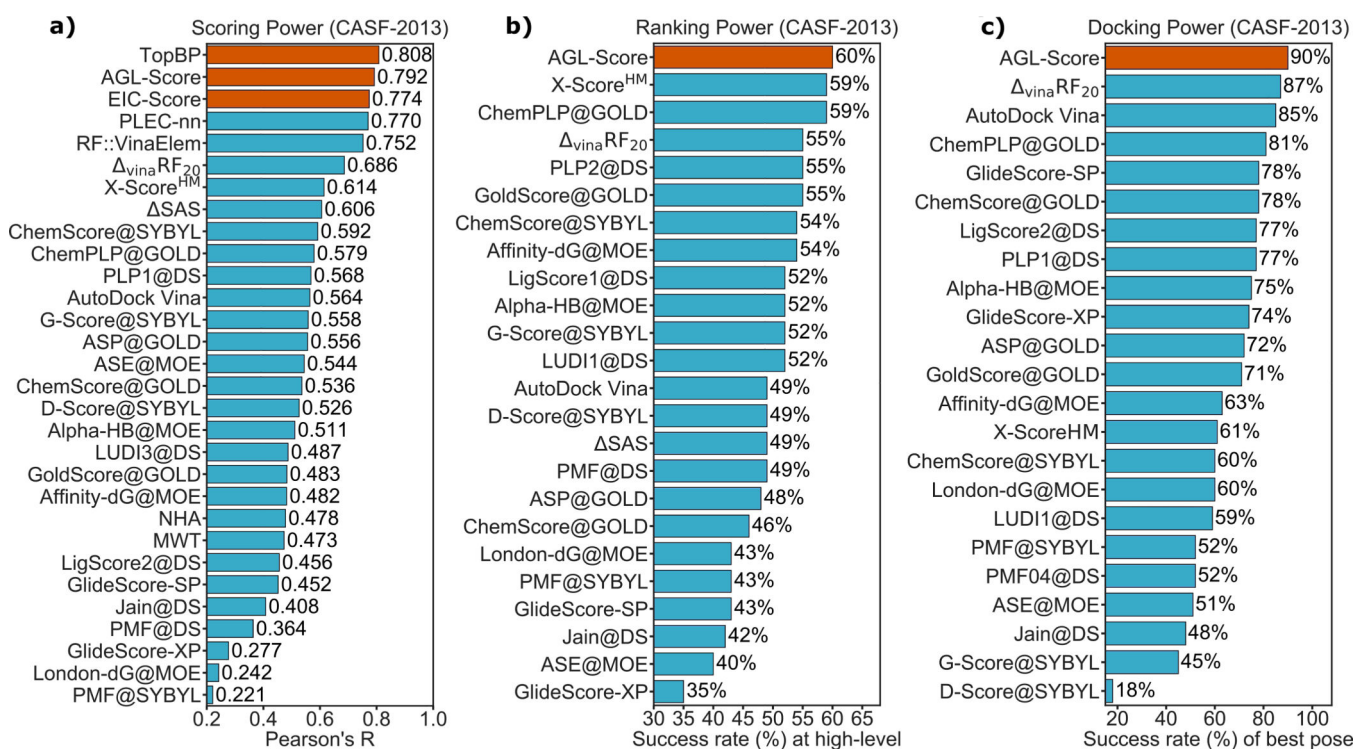 a)
Scoring Power (CASF-2013)
TopBP 0.808
AGL-Score 0.792
EIC-Score 0.774
PLEC-nn 0.770
RF::VinaElem 0.752
ΔvinaRF20 0.686
X-ScoreHM 0.614
ΔSAS 0.606
ChemScore@SYBYL 0.592
ChemPLP@GOLD 0.579
PLP1@DS 0.568
AutoDock Vina 0.564
G-Score@SYBYL 0.558
ASP@GOLD 0.556
ASE@MOE 0.544
ChemScore@GOLD 0.536
D-Score@SYBYL 0.526
Alpha-HB@MOE 0.511
LUDI3@DS 0.487
GoldScore@GOLD 0.483
Affinity-dG@MOE 0.482
NHA 0.478
MWT 0.473
LigScore2@DS 0.456
GlideScore-SP 0.452
Jain@DS 0.408
PMF@DS 0.364
GlideScore-XP 0.277
London-dG@MOE 0.242
PMF@SYBYL 0.221
0.2 0.4 0.6 0.8 1.0
Pearson's R
b)
Ranking Power (CASF-2013)
AGL-Score 60%
X-ScoreHM 59%
ChemPLP@GOLD 59%
ΔvinaRF20 55%
PLP2@DS 55%
GoldScore@GOLD 55%
ChemScore@SYBYL 54%
Affinity-dG@MOE 54%
LigScore1@DS 52%
Alpha-HB@MOE 52%
G-Score@SYBYL 52%
LUDI1@DS 52%
AutoDock Vina 49%
D-Score@SYBYL 49%
ΔSAS 49%
PMF@DS 49%
ASP@GOLD 48%
ChemScore@GOLD 46%
London-dG@MOE 43%
PMF@SYBYL 43%
GlideScore-SP 43%
Jain@DS 42%
ASE@MOE 40%
GlideScore-XP 35%
30 35 40 45 50 55 60 65
Success rate (%) at high-level
c)
Docking Power (CASF-2013)
AGL-Score 90%
ΔvinaRF20 87%
AutoDock Vina 85%
ChemPLP@GOLD 81%
GlideScore-SP 78%
ChemScore@GOLD 78%
LigScore2@DS 77%
PLP1@DS 77%
Alpha-HB@MOE 75%
GlideScore-XP 74%
ASP@GOLD 72%
GoldScore@GOLD 71%
Affinity-dG@MOE 63%
X-ScoreHM 61%
ChemScore@SYBYL 60%
London-dG@MOE 60%
LUDI1@DS 59%
PMF@SYBYL 52%
PMF04@DS 52%
ASE@MOE 51%
Jain@DS 48%
G-Score@SYBYL 45%
D-Score@SYBYL 18%
20 40 60 80 100
Success rate (%) of best pose